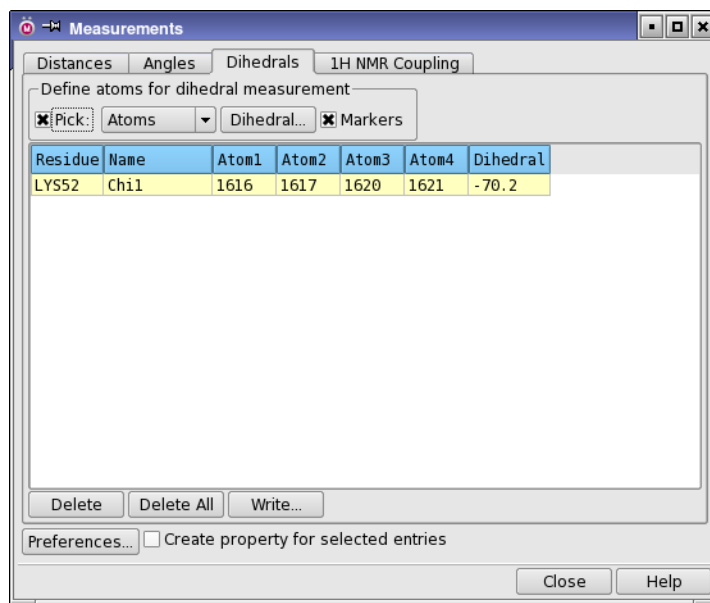 Measurements
Distances Angles Dihedrals 1H NMR Coupling
Define atoms for dihedral measurement
Pick: Atoms Dihedral... Markers
Residue Name Atom1 Atom2 Atom3 Atom4 Dihedral
LYS52 Chi1 1616 1617 1620 1621 -70.2
Delete Delete All Write...
Preferences... Create property for selected entries
Close Help